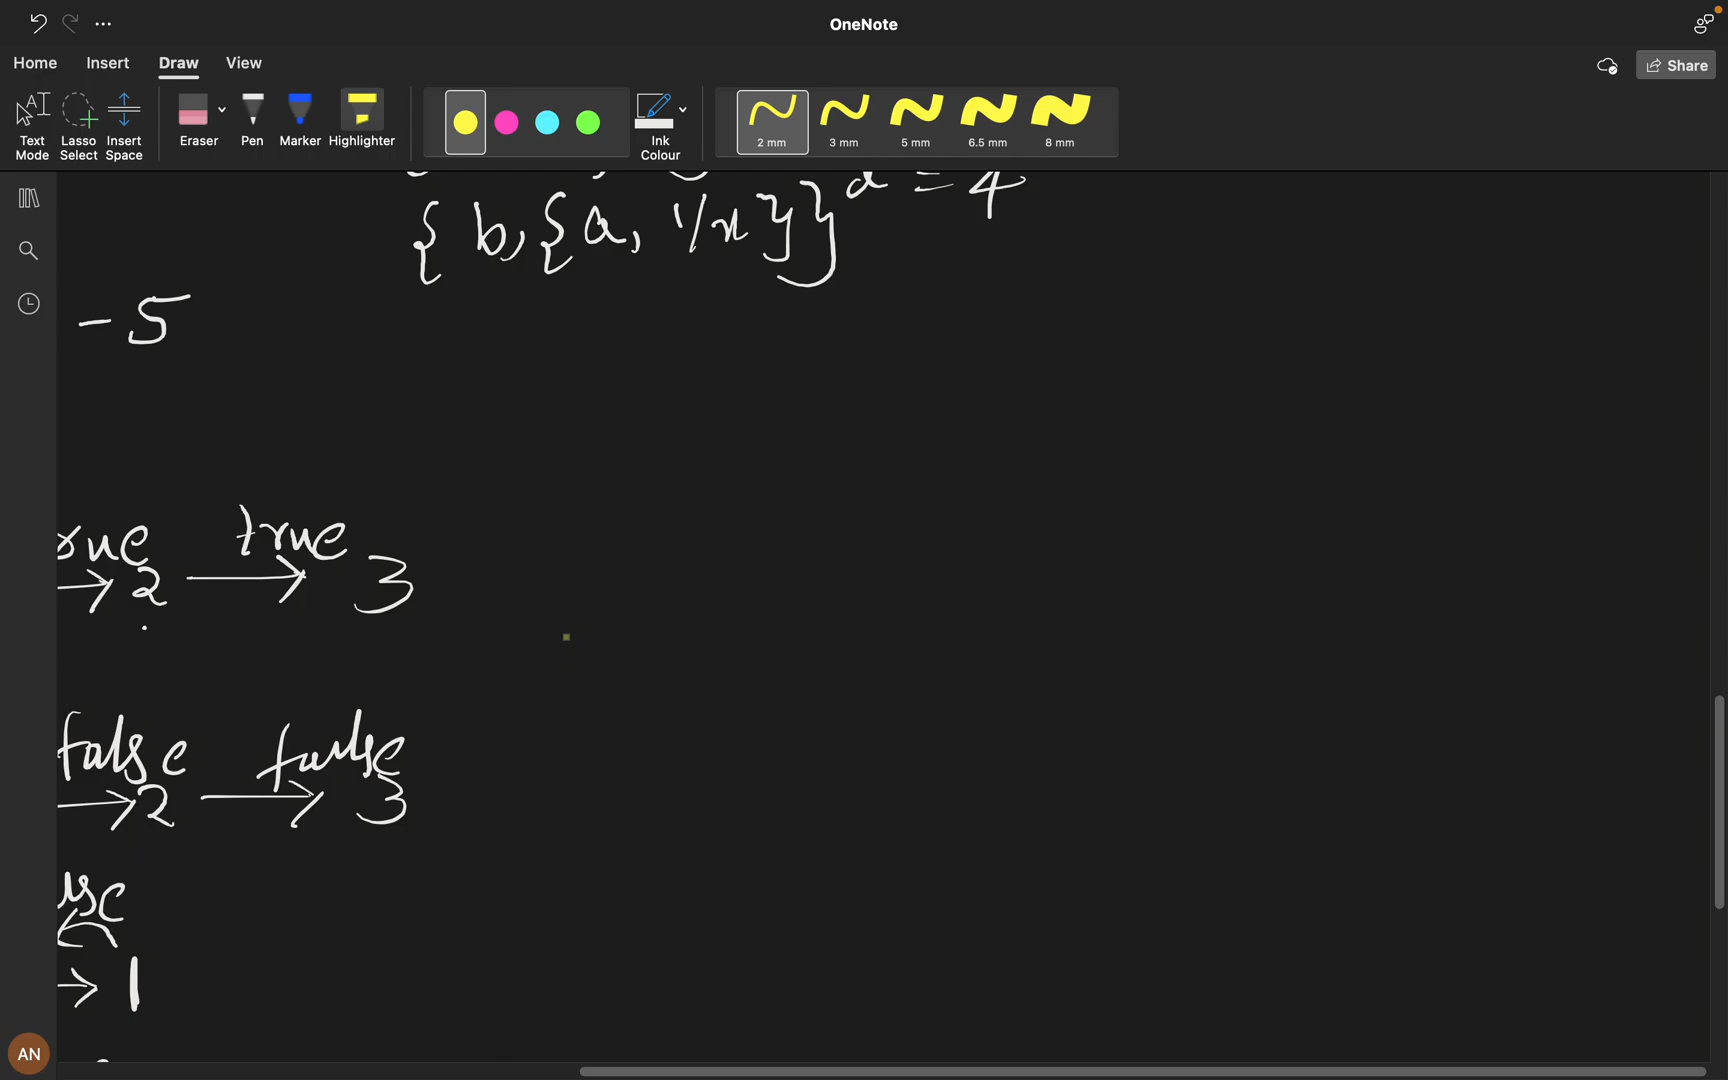 OneNote
Home Insert Draw View
Share
Text Mode
Lasso Select
Insert Space
Eraser
Pen
Marker
Highlighter
Ink Colour
2 mm
3 mm
5 mm
6.5 mm
8 mm
= 4
{ b, { a, 1/x } }
- 5
true
→ 2 → 3
false false
→ 2 → 3
→ 1
AN